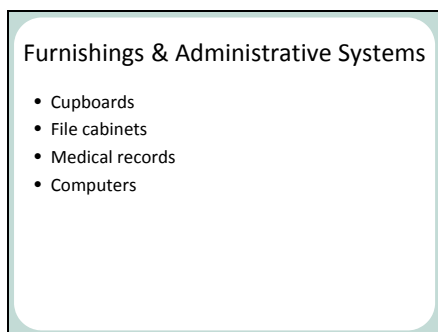 Furnishings & Administrative Systems
• Cupboards
• File cabinets
• Medical records
• Computers